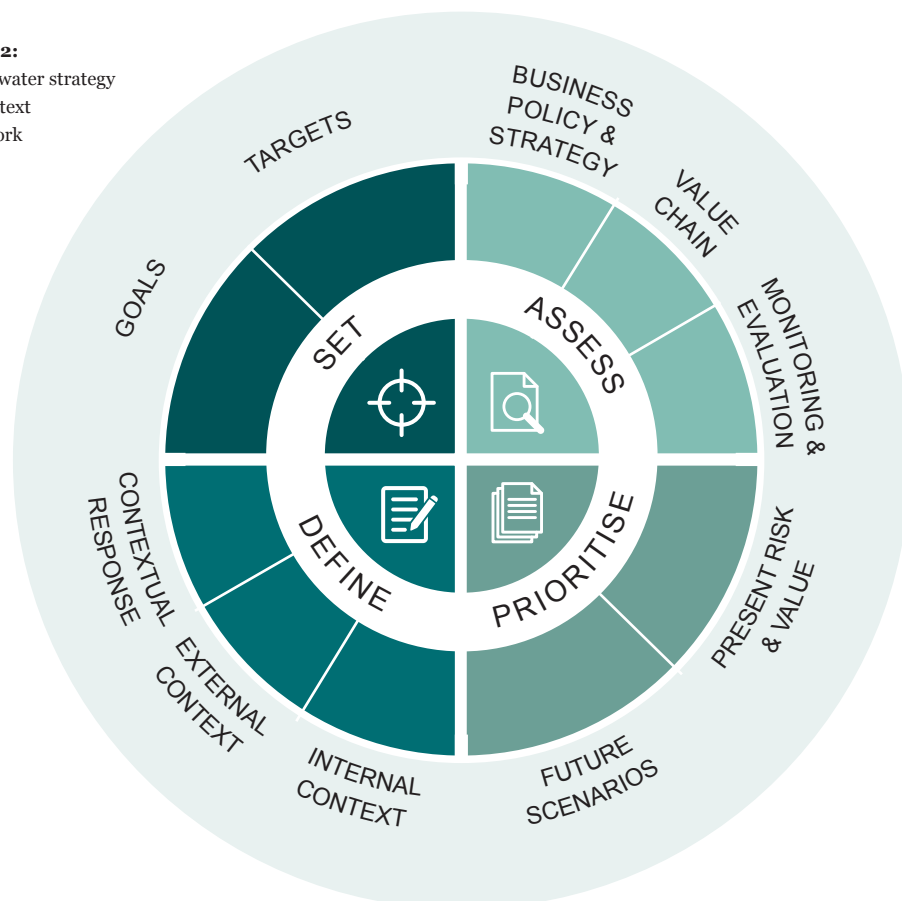 2:
water strategy
text
ork
BUSINESS
POLICY &
STRATEGY
VALUE
CHAIN
MONITORING &
EVALUATION
PRESENT RISK
& VALUE
FUTURE
SCENARIOS
INTERNAL
CONTEXT
EXTERNAL
CONTEXT
CONTEXTUAL
RESPONSE
GOALS
TARGETS
ASSESS
PRIORITISE
DEFINE
SET